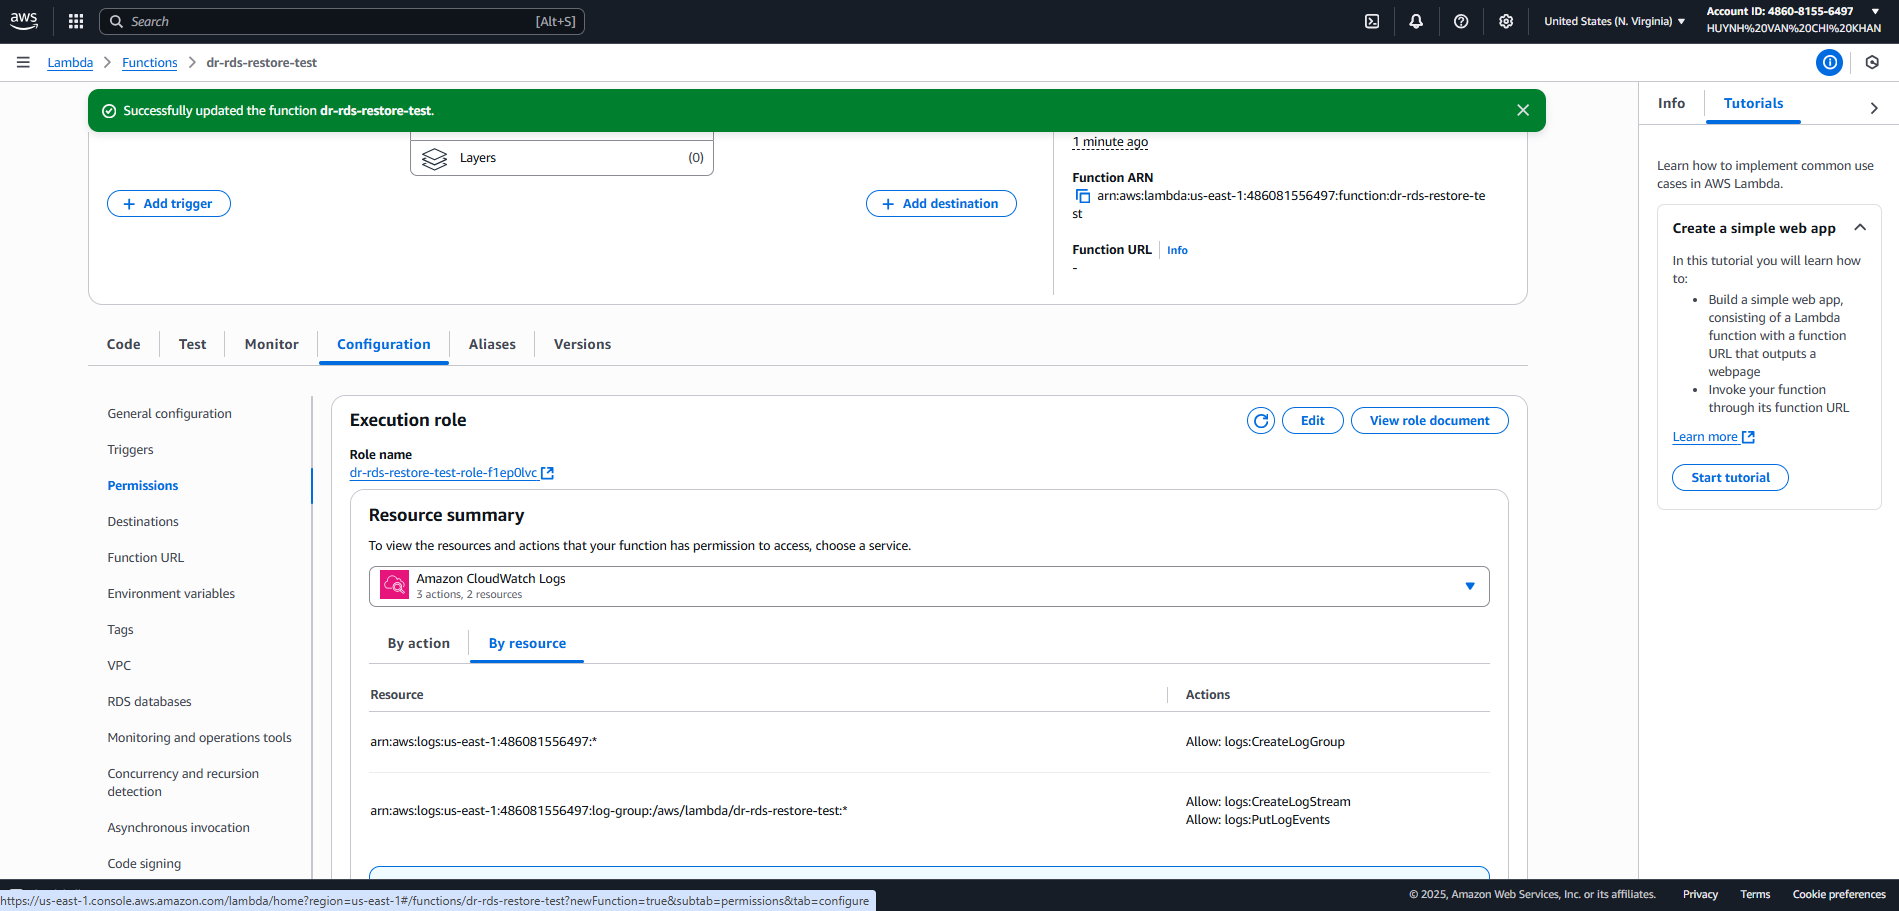 aws
Search
[Alt+S]
United States (N. Virginia)
Account ID: 4860-8155-6497
HUYNH%20VAN%20CHI%20KHAN
Lambda
Functions
dr-rds-restore-test
Successfully updated the function dr-rds-restore-test.
Layers
(0)
Add trigger
Add destination
1 minute ago
Function ARN
arn:aws:lambda:us-east-1:486081556497:function:dr-rds-restore-te
st
Function URL
Info
-
Code
Test
Monitor
Configuration
Aliases
Versions
General configuration
Triggers
Permissions
Destinations
Function URL
Environment variables
Tags
VPC
RDS databases
Monitoring and operations tools
Concurrency and recursion
detection
Asynchronous invocation
Code signing
Execution role
Edit
View role document
Role name
dr-rds-restore-test-role-f1ep0lvc
Resource summary
To view the resources and actions that your function has permission to access, choose a service.
Amazon CloudWatch Logs
3 actions, 2 resources
By action
By resource
Resource
Actions
arn:aws:logs:us-east-1:486081556497:*
Allow: logs:CreateLogGroup
arn:aws:logs:us-east-1:486081556497:log-group:/aws/lambda/dr-rds-restore-test:*
Allow: logs:CreateLogStream
Allow: logs:PutLogEvents
Info
Tutorials
Learn how to implement common use
cases in AWS Lambda.
Create a simple web app
In this tutorial you will learn how
to:
• Build a simple web app,
consisting of a Lambda
function with a function
URL that outputs a
webpage
• Invoke your function
through its function URL
Learn more
Start tutorial
https://us-east-1.console.aws.amazon.com/lambda/home?region=us-east-1#/functions/dr-rds-restore-test?newFunction=true&subtab=permissions&tab=configure
© 2025, Amazon Web Services, Inc. or its affiliates.
Privacy
Terms
Cookie preferences